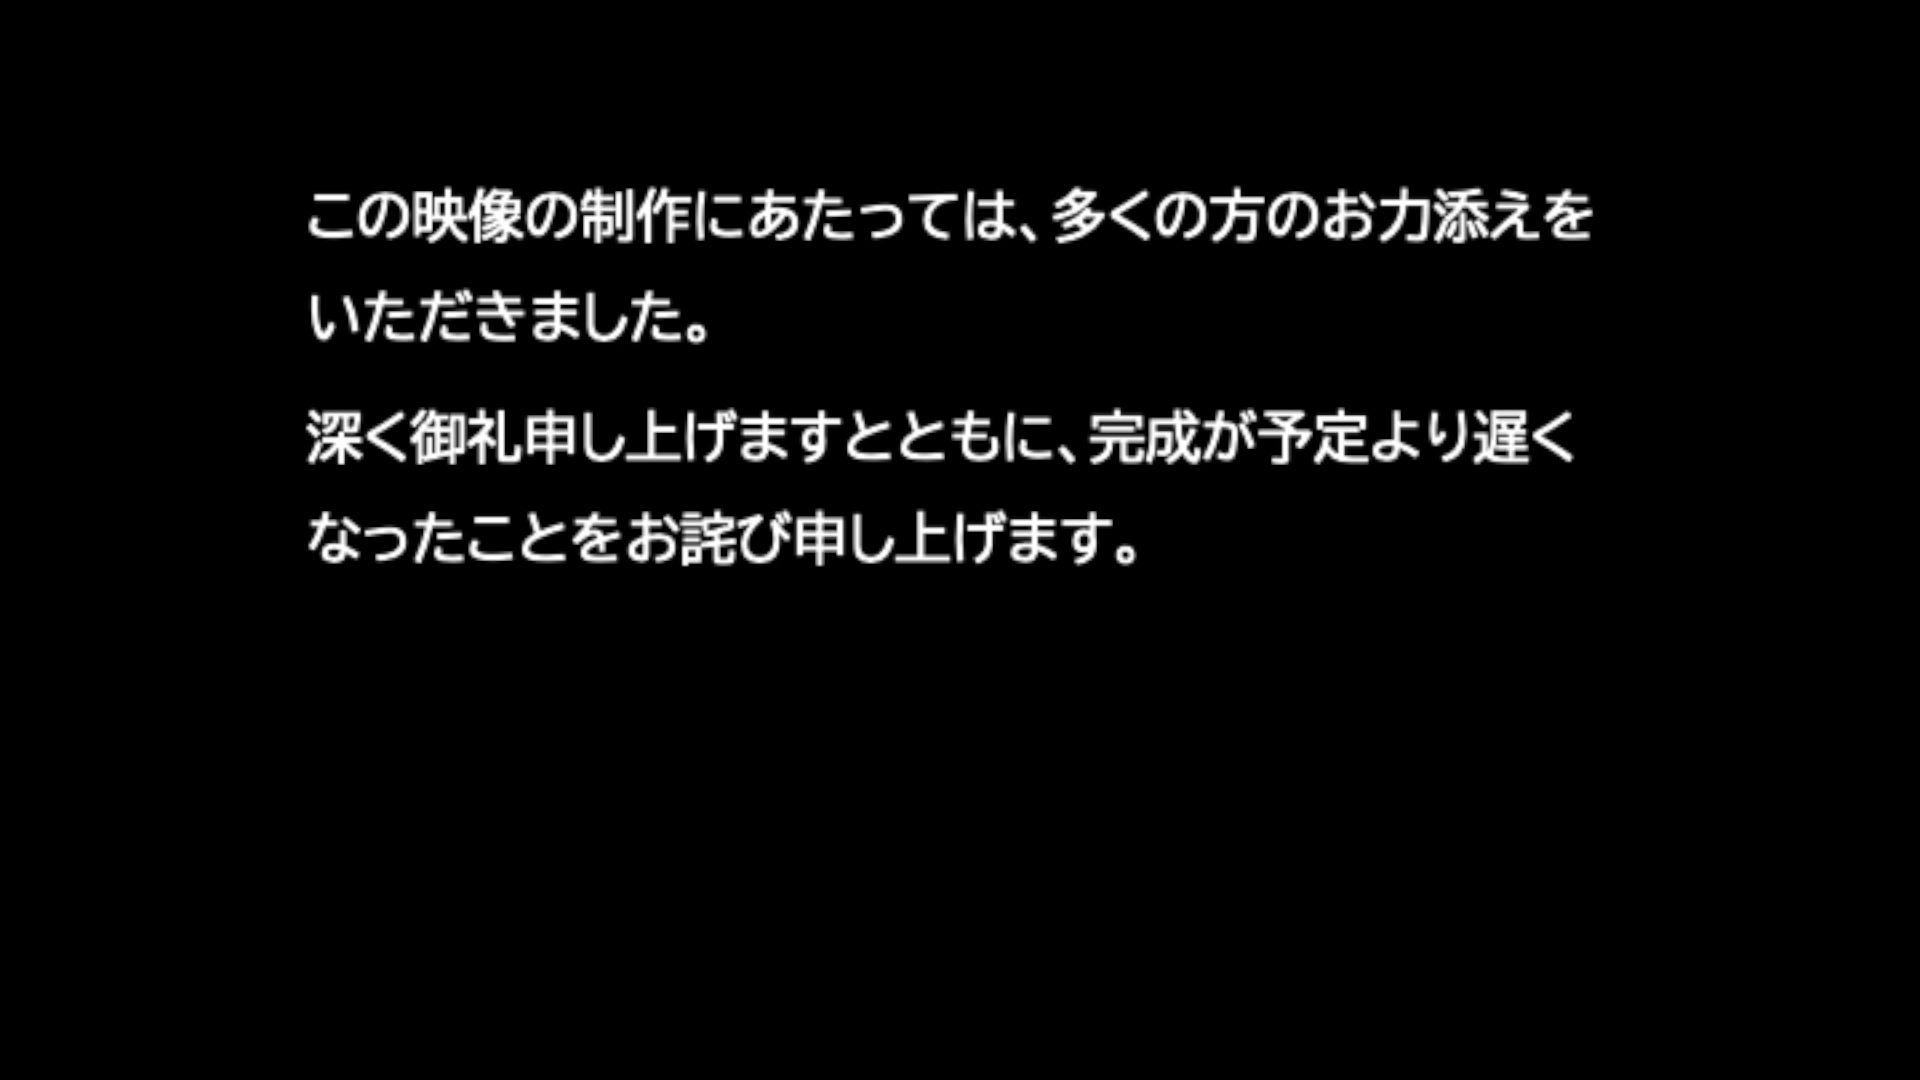 この映像の制作にあたっては、多くの方のお力添えを
いただきました。
深く御礼申し上げますとともに、完成が予定より遅く
なったことをお詫び申し上げます。